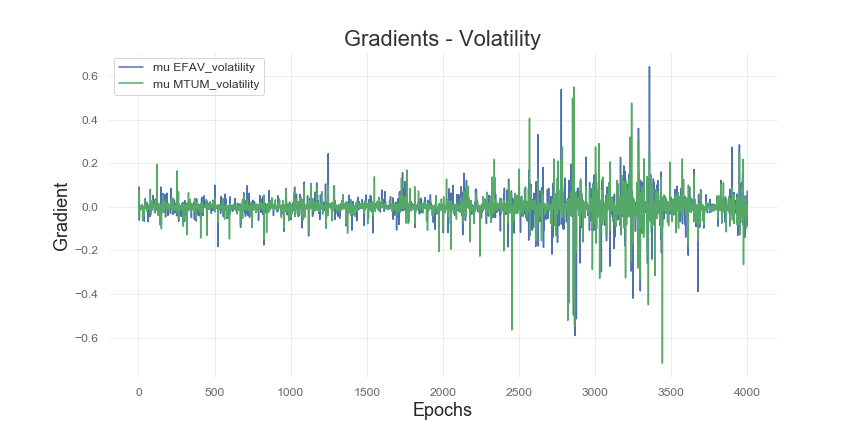 Gradients - Volatility
mu EFAV_volatility
mu MTUM_volatility
Gradient
0.6
0.4
0.2
0.0
−0.2
−0.4
−0.6
0 500 1000 1500 2000 2500 3000 3500 4000
Epochs